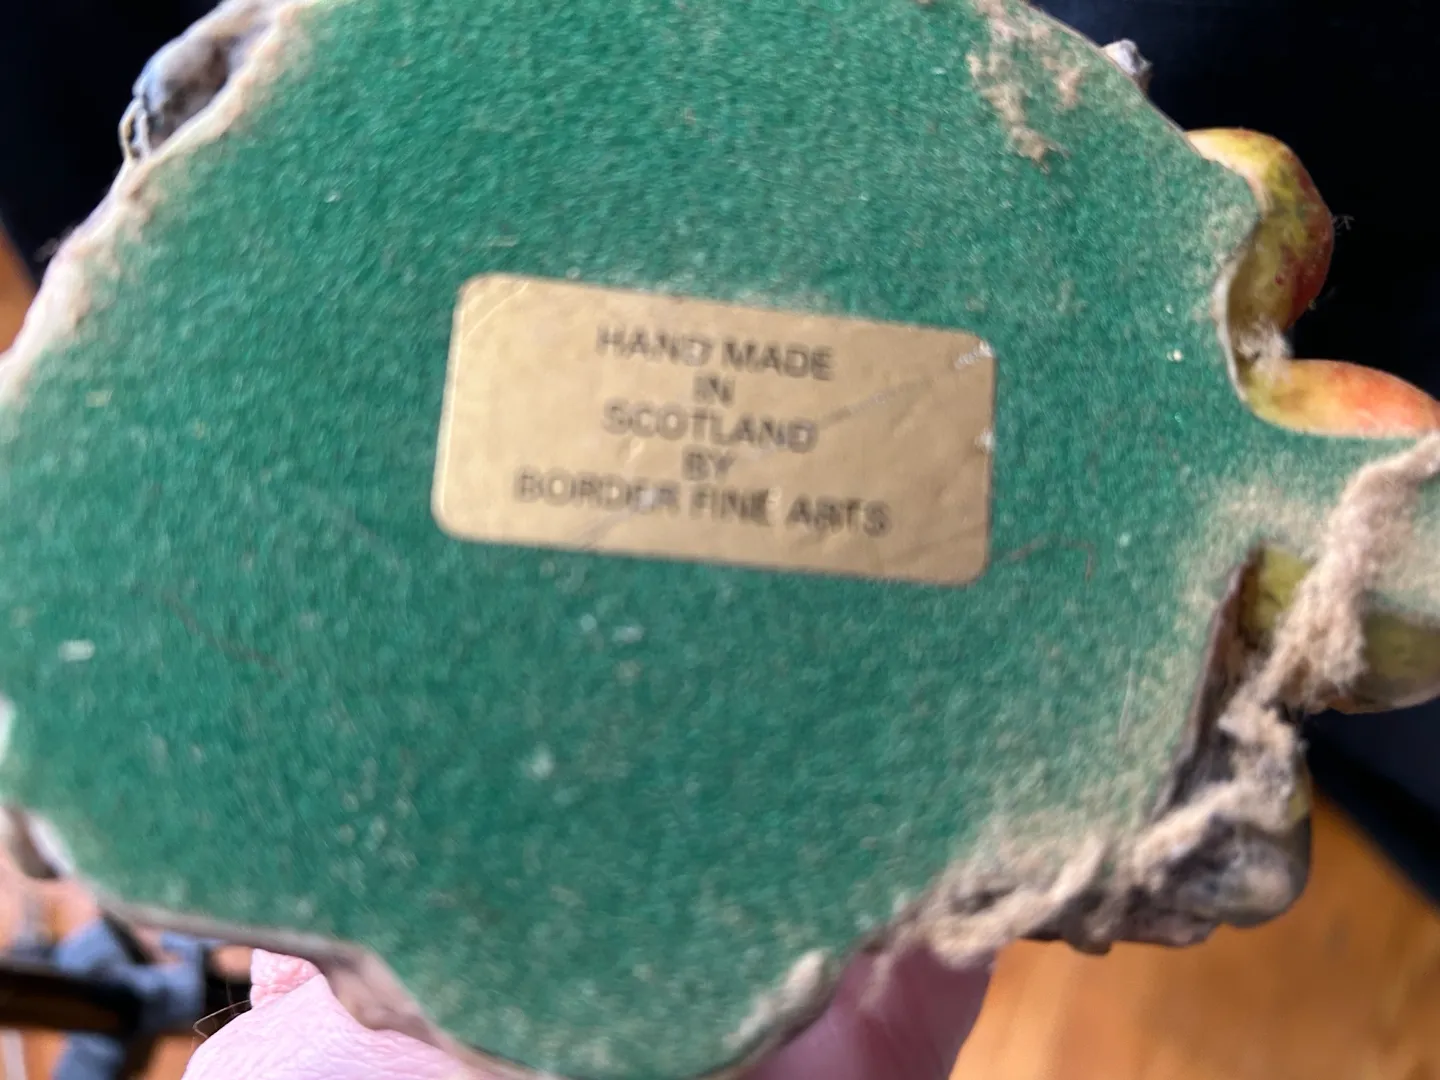 HAND MADE
IN
SCOTLAND
BY
BORDER FINE ARTS